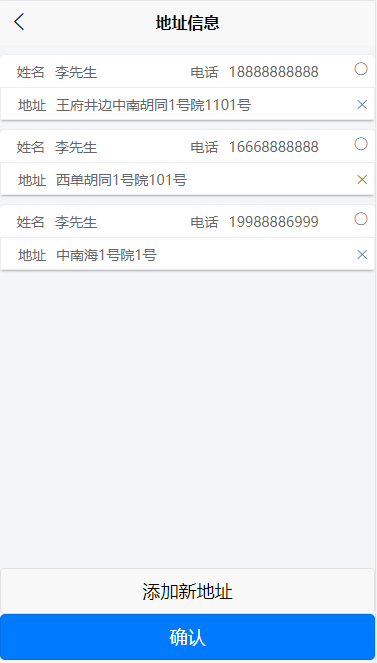 地址信息
姓名 李先生 电话 18888888888
地址 王府井边中南胡同1号院1101号
姓名 李先生 电话 16668888888
地址 西单胡同1号院101号
姓名 李先生 电话 19988886999
地址 中南海1号院1号
添加新地址
确认